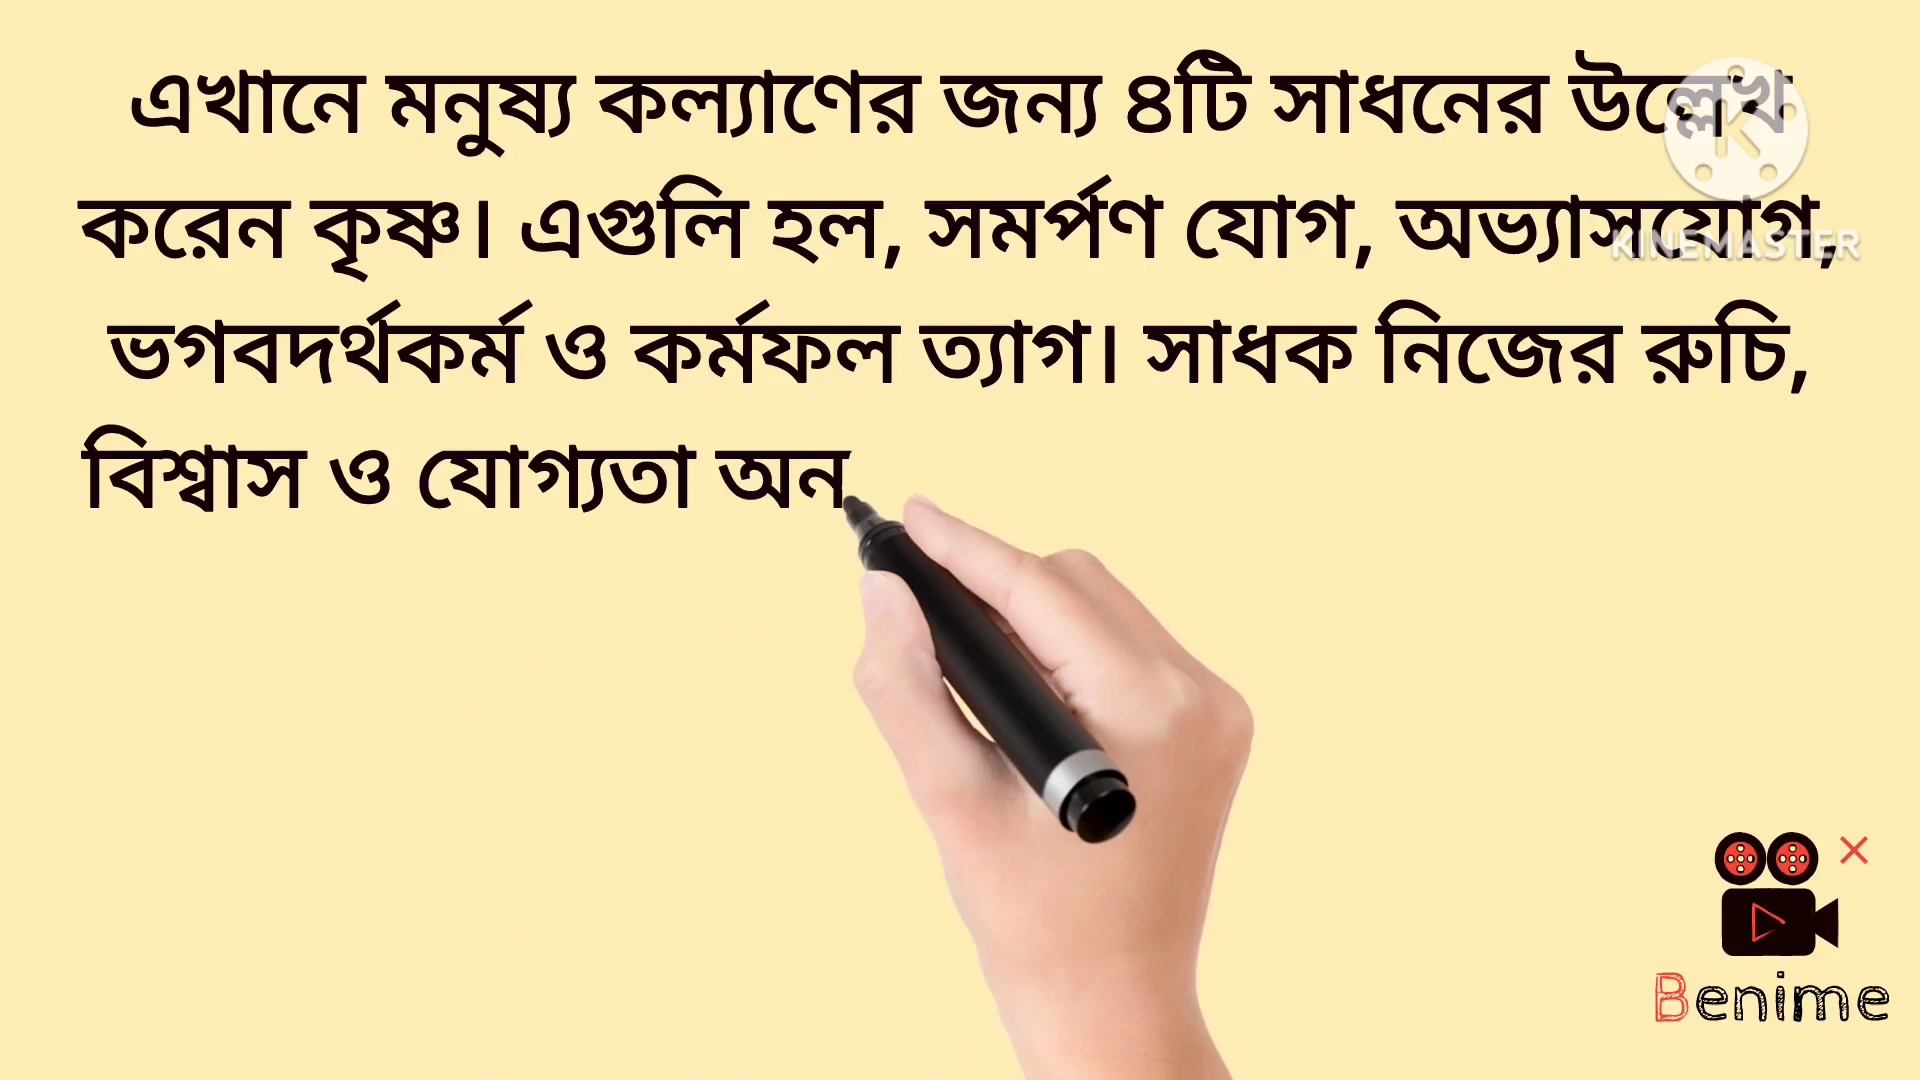 এখানে মনুষ্য কল্যাণের জন্য ৪টি সাধনের উল্লেখ
করেন কৃষ্ণ। এগুলি হল, সমর্পণ যোগ, অভ্যাসযোগ,
ভগবদর্থকর্ম ও কর্মফল ত্যাগ। সাধক নিজের রুচি,
বিশ্বাস ও যোগ্যতা অন
K
KINEMASTER
Benime